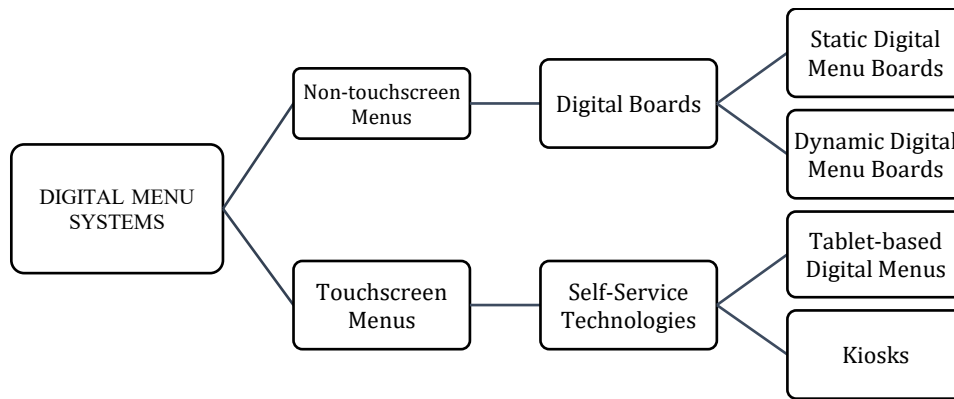 DIGITAL MENU
SYSTEMS
Non-touchscreen
Menus
Digital Boards
Static Digital
Menu Boards
Dynamic Digital
Menu Boards
Touchscreen
Menus
Self-Service
Technologies
Tablet-based
Digital Menus
Kiosks